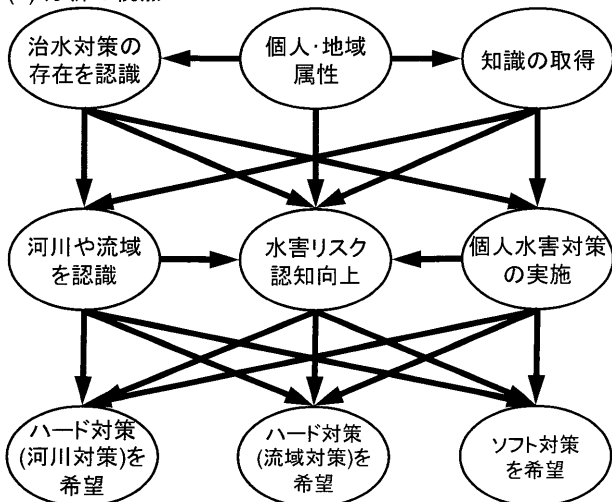 治水対策の
存在を認識
個人・地域
属性
知識の取得
河川や流域
を認識
水害リスク
認知向上
個人水害対策
の実施
ハード対策
(河川対策)を
希望
ハード対策
(流域対策)を
希望
ソフト対策
を希望